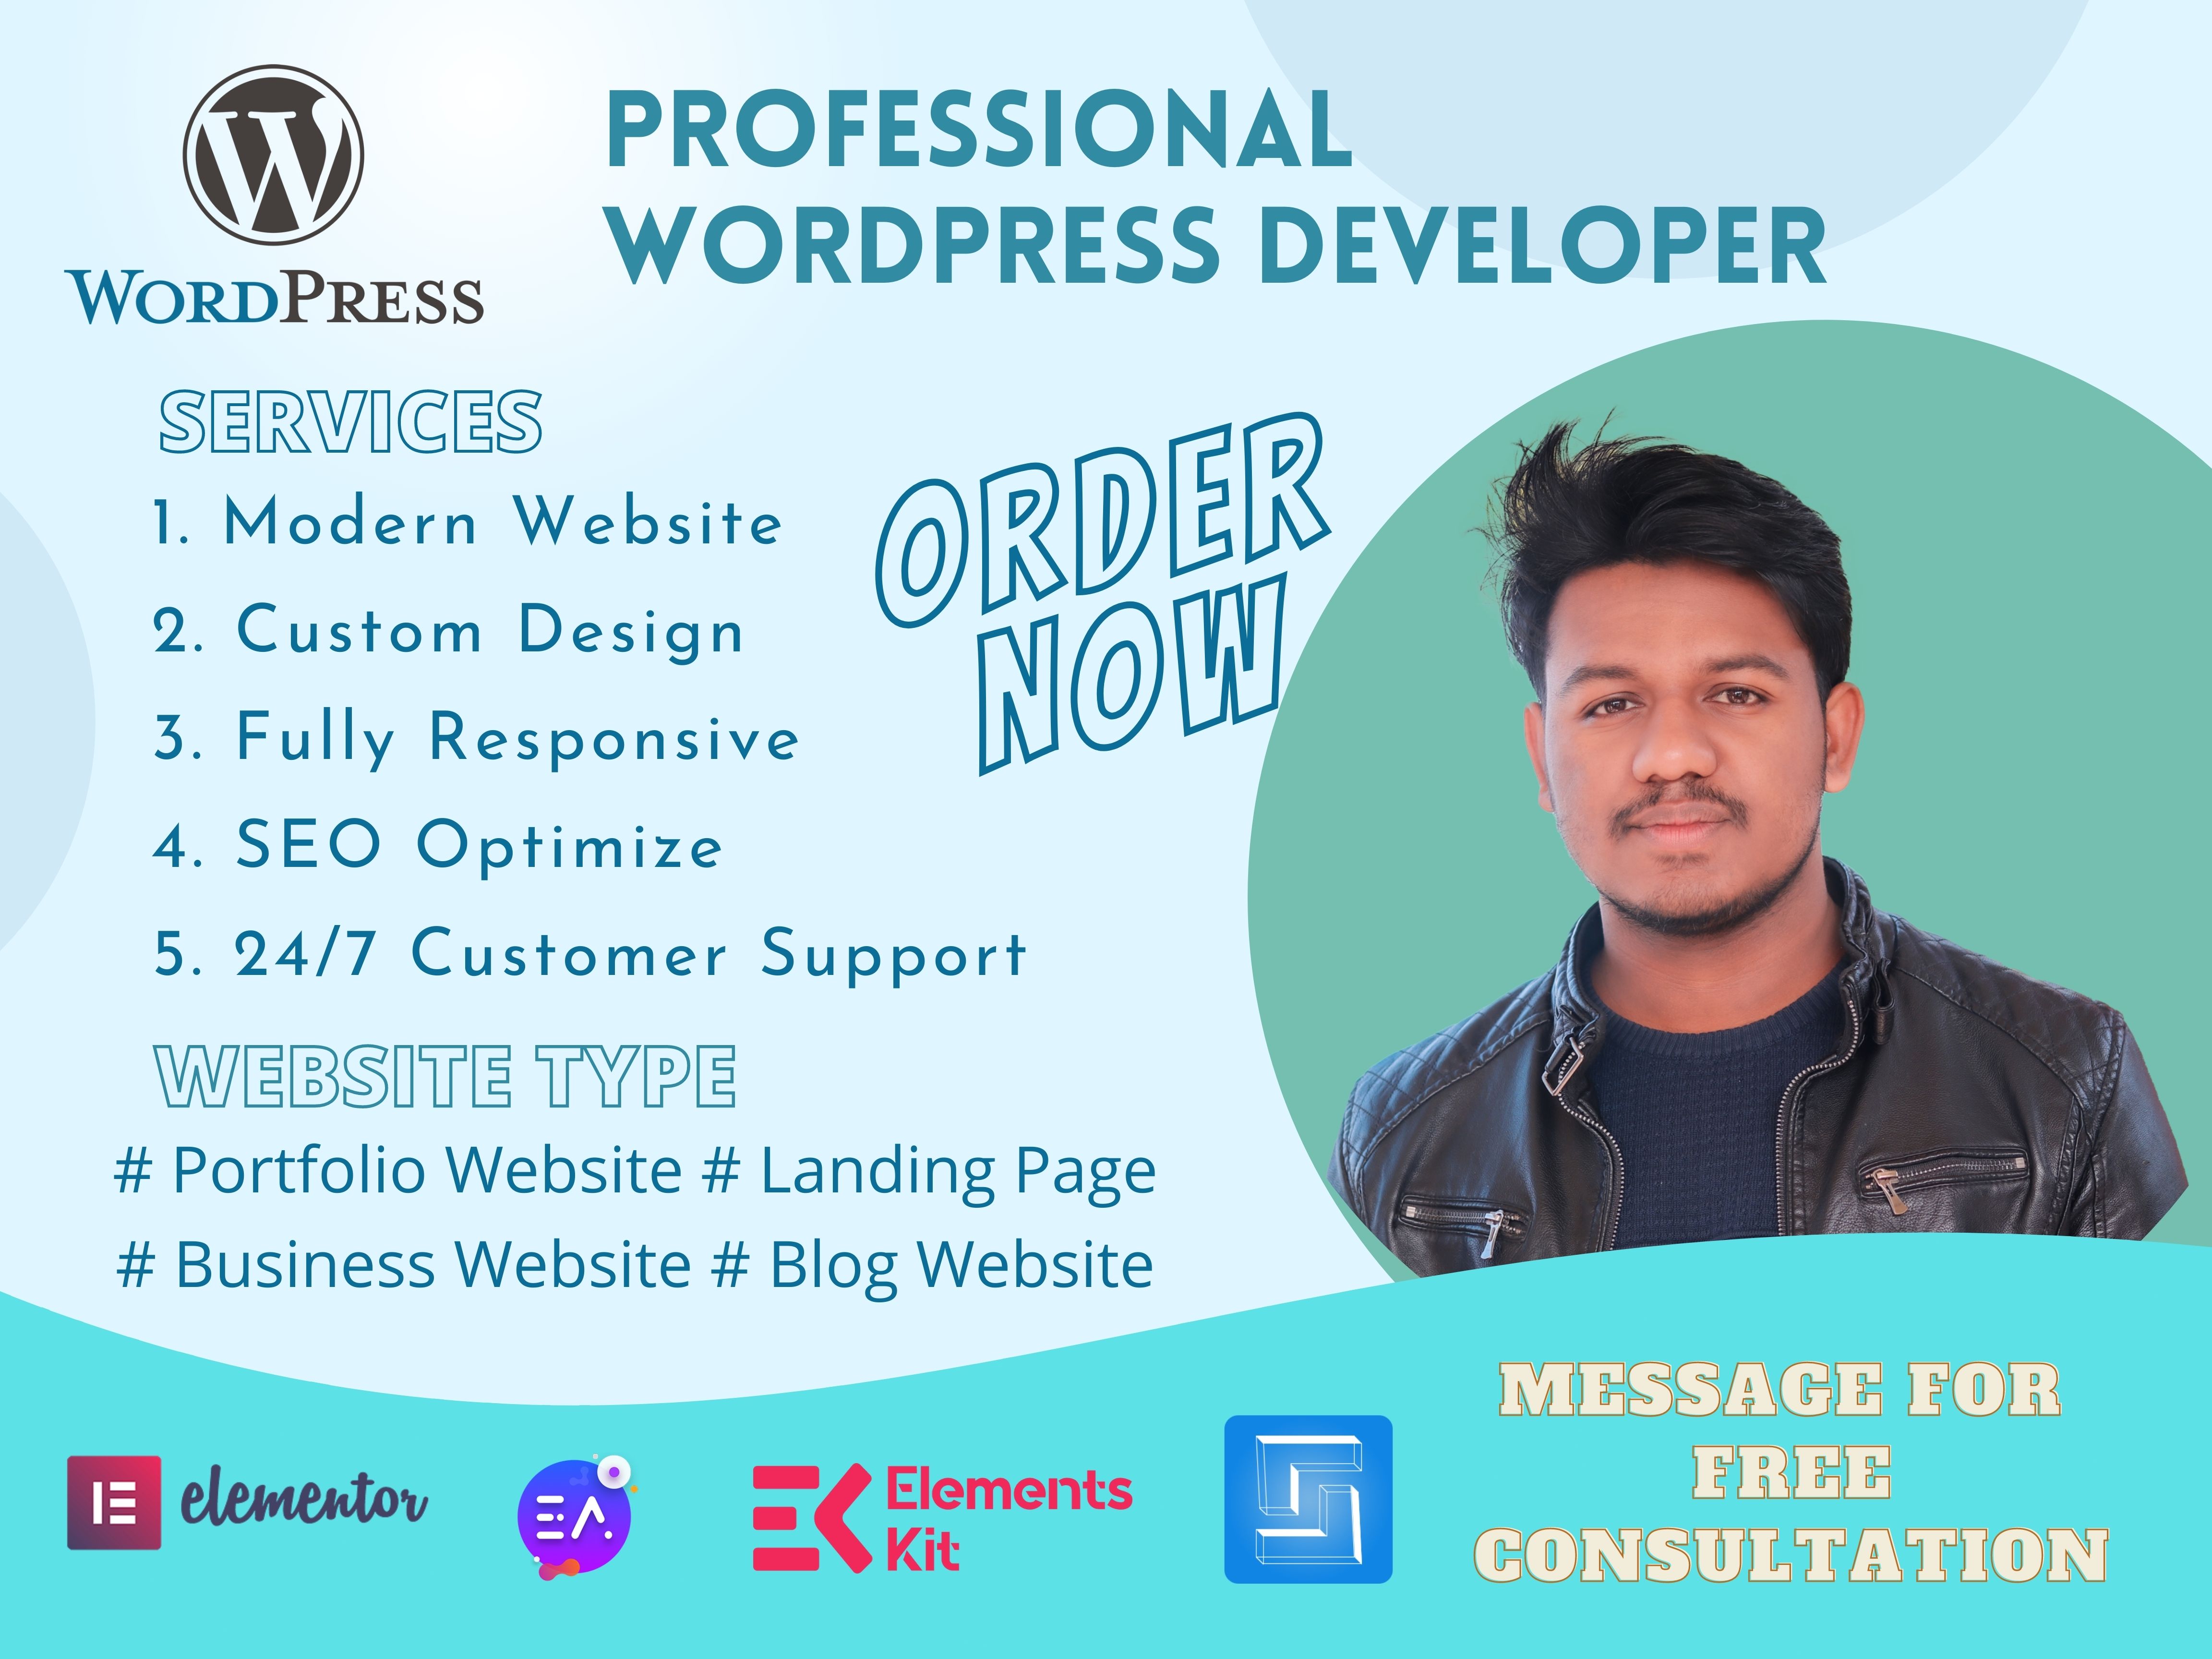 WORDPRESS
PROFESSIONAL
WORDPRESS DEVELOPER
SERVICES
1. Modern Website
2. Custom Design
3. Fully Responsive
4. SEO Optimize
5. 24/7 Customer Support
ORDER
NOW
WEBSITE TYPE
# Portfolio Website # Landing Page
# Business Website # Blog Website
elementor
EA
EK Elements
Kit
S
MESSAGE FOR
FREE
CONSULTATION